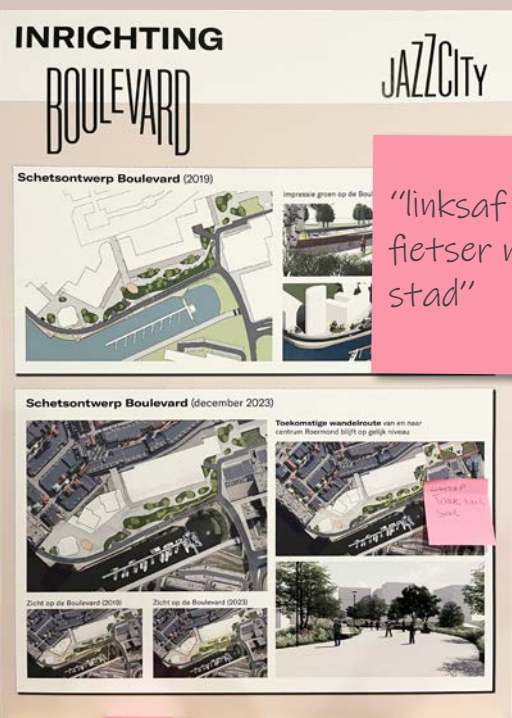 INRICHTING
BOULEVARD
JAZZCITY
Schetsontwerp Boulevard (2019)
Impressie groen op de Boul
"linksaf
fietser
stad"
Schetsontwerp Boulevard (december 2023)
Toekomstige wandelroute van en naar
centrum Roermond blijft op gelijk niveau
Linksaf
Zicht op de Boulevard (2019)
Zicht op de Boulevard (2023)